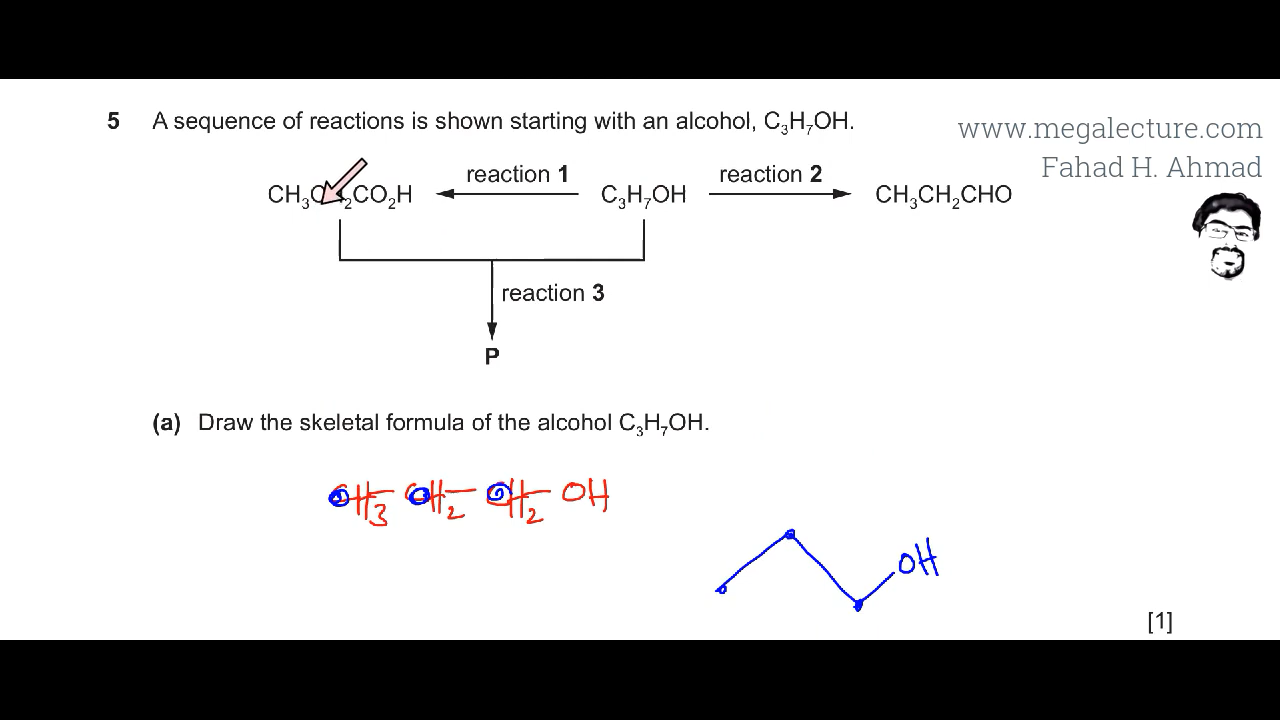 5 A sequence of reactions is shown starting with an alcohol, C₃H₇OH.
www.megalecture.com
Fahad H. Ahmad
reaction 1 reaction 2
CH₃C ₂CO₂H C₃H₇OH CH₃CH₂CHO
reaction 3
P
(a) Draw the skeletal formula of the alcohol C₃H₇OH.
CH₃ CH₂ CH₂ OH
OH
[1]